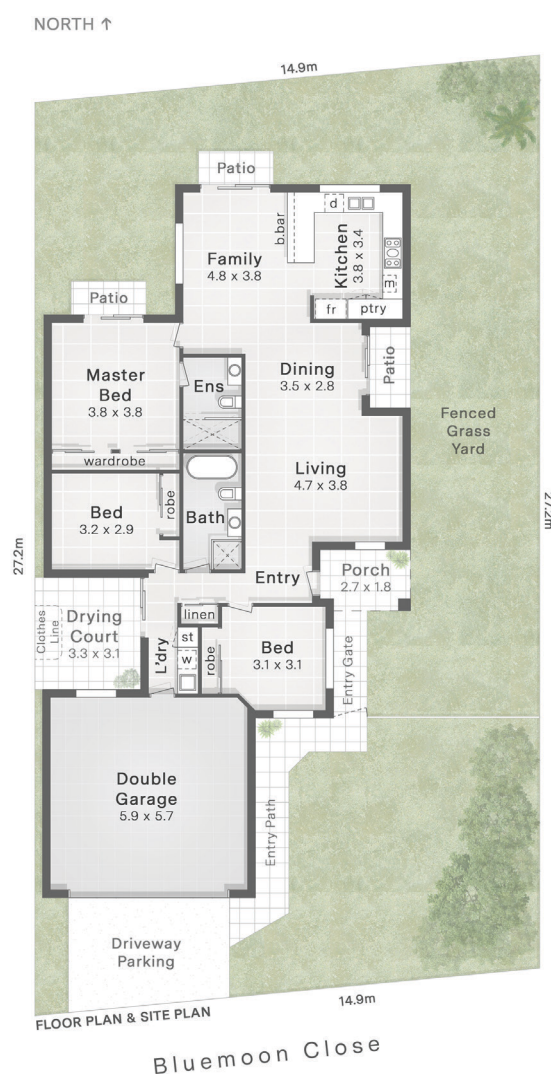 NORTH ↑
14.9m
Patio
d
b.bar
Kitchen
3.8 x 3.4
Family
4.8 x 3.8
m
fr
ptry
Patio
Master
Bed
3.8 x 3.8
Ens
Dining
3.5 x 2.8
Patio
Fenced
Grass
Yard
wardrobe
Living
4.7 x 3.8
Bed
3.2 x 2.9
robe
Bath
27.2m
27.2m
Entry
Porch
2.7 x 1.8
Clothes
Line
Drying
Court
3.3 x 3.1
linen
L'dry
st
w
robe
Bed
3.1 x 3.1
Entry Gate
Double
Garage
5.9 x 5.7
Entry Path
Driveway
Parking
14.9m
FLOOR PLAN & SITE PLAN
Bluemoon Close